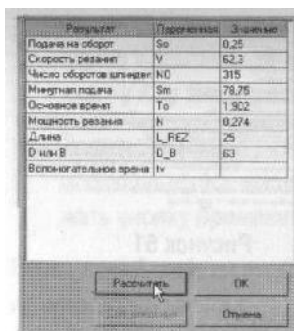 Результат Переменная Значение
Подача на оборот So 0,25
Скорость резания V 62,3
Число оборотов шпинделя NO 315
Минутная подача Sm 78,75
Основное время To 1,902
Мощность резания N 0,274
Длина L_REZ 25
D или B D_B 63
Вспомогательное время tv
Рассчитать OK
Отмена